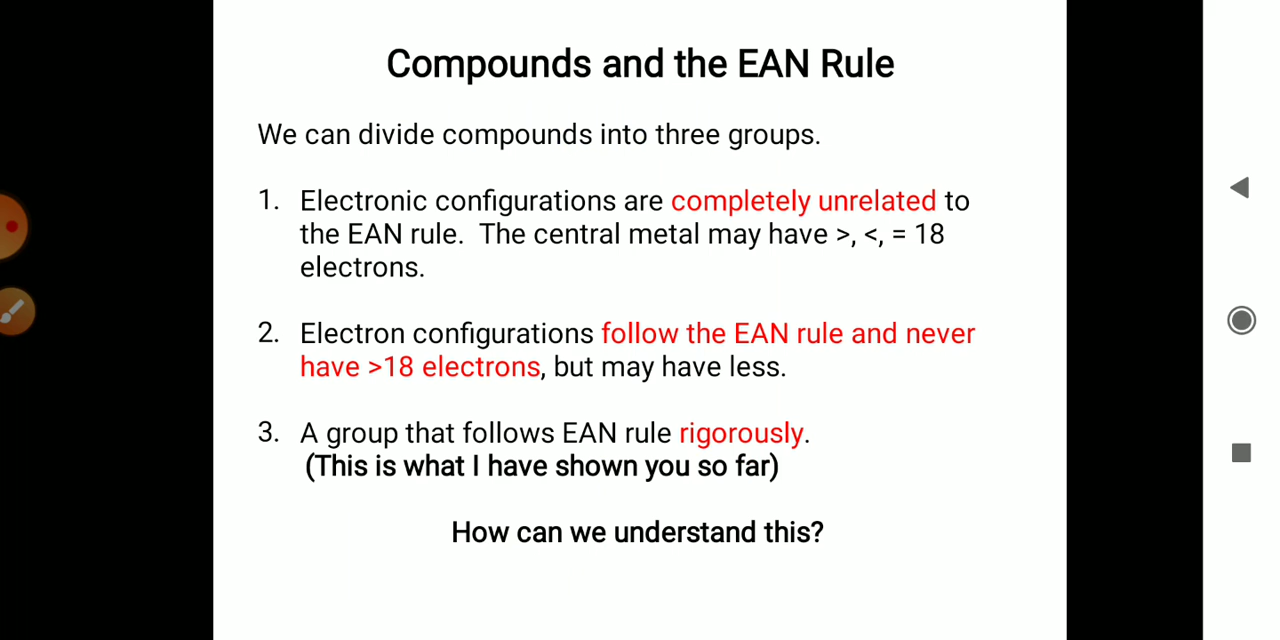 Compounds and the EAN Rule
We can divide compounds into three groups.
1. Electronic configurations are completely unrelated to
the EAN rule. The central metal may have >, <, = 18
electrons.
2. Electron configurations follow the EAN rule and never
have >18 electrons, but may have less.
3. A group that follows EAN rule rigorously.
(This is what I have shown you so far)
How can we understand this?